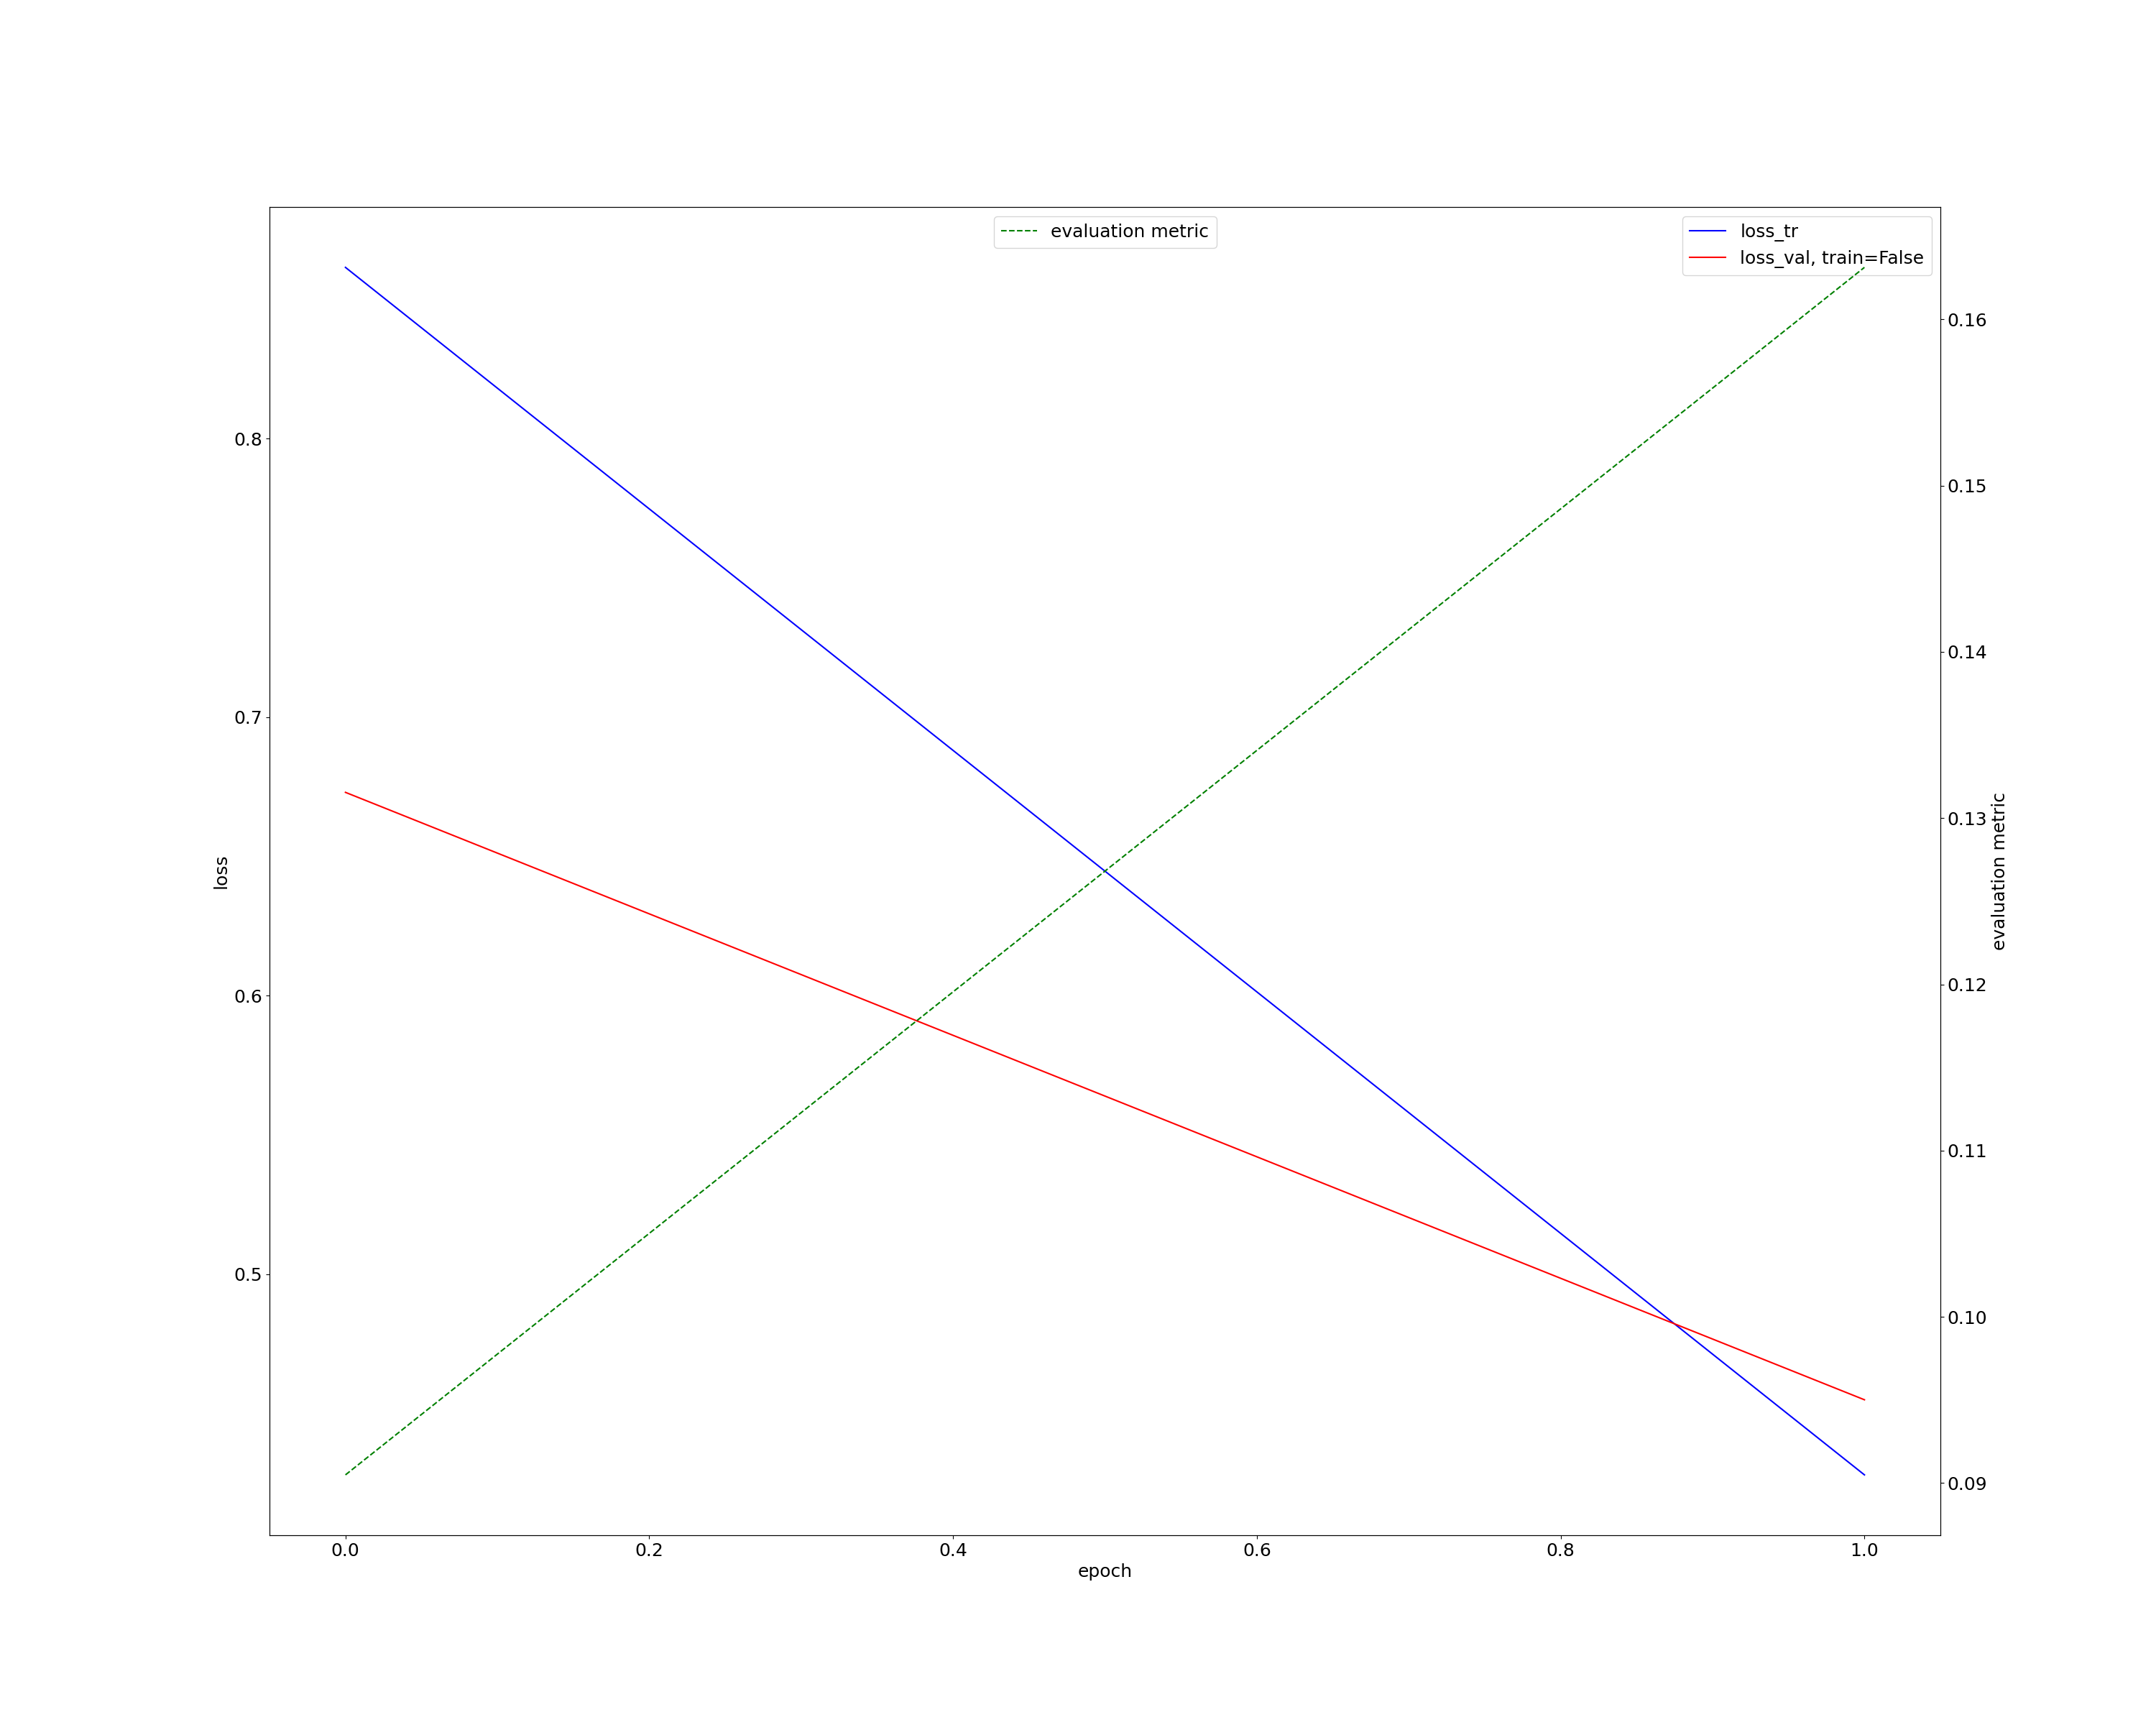 evaluation metric
loss_tr
loss_val, train=False
0.8
0.7
0.6
0.5
loss
0.16
0.15
0.14
0.13
0.12
0.11
0.10
0.09
evaluation metric
0.0 0.2 0.4 0.6 0.8 1.0
epoch